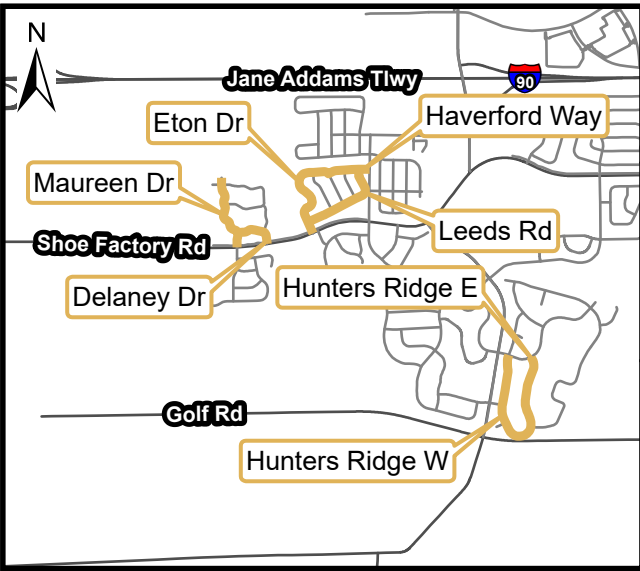 N
Jane Addams Tlwy
90
Eton Dr
Haverford Way
Maureen Dr
Leeds Rd
Shoe Factory Rd
Delaney Dr
Hunters Ridge E
Golf Rd
Hunters Ridge W